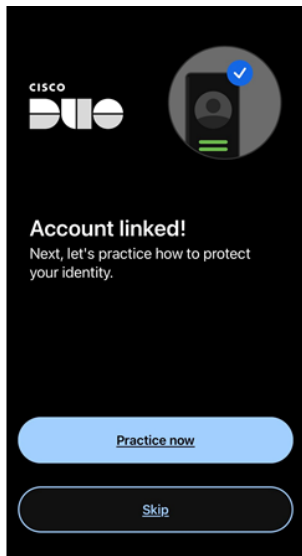 CISCO
DUO
Account linked!
Next, let's practice how to protect
your identity.
Practice now
Skip